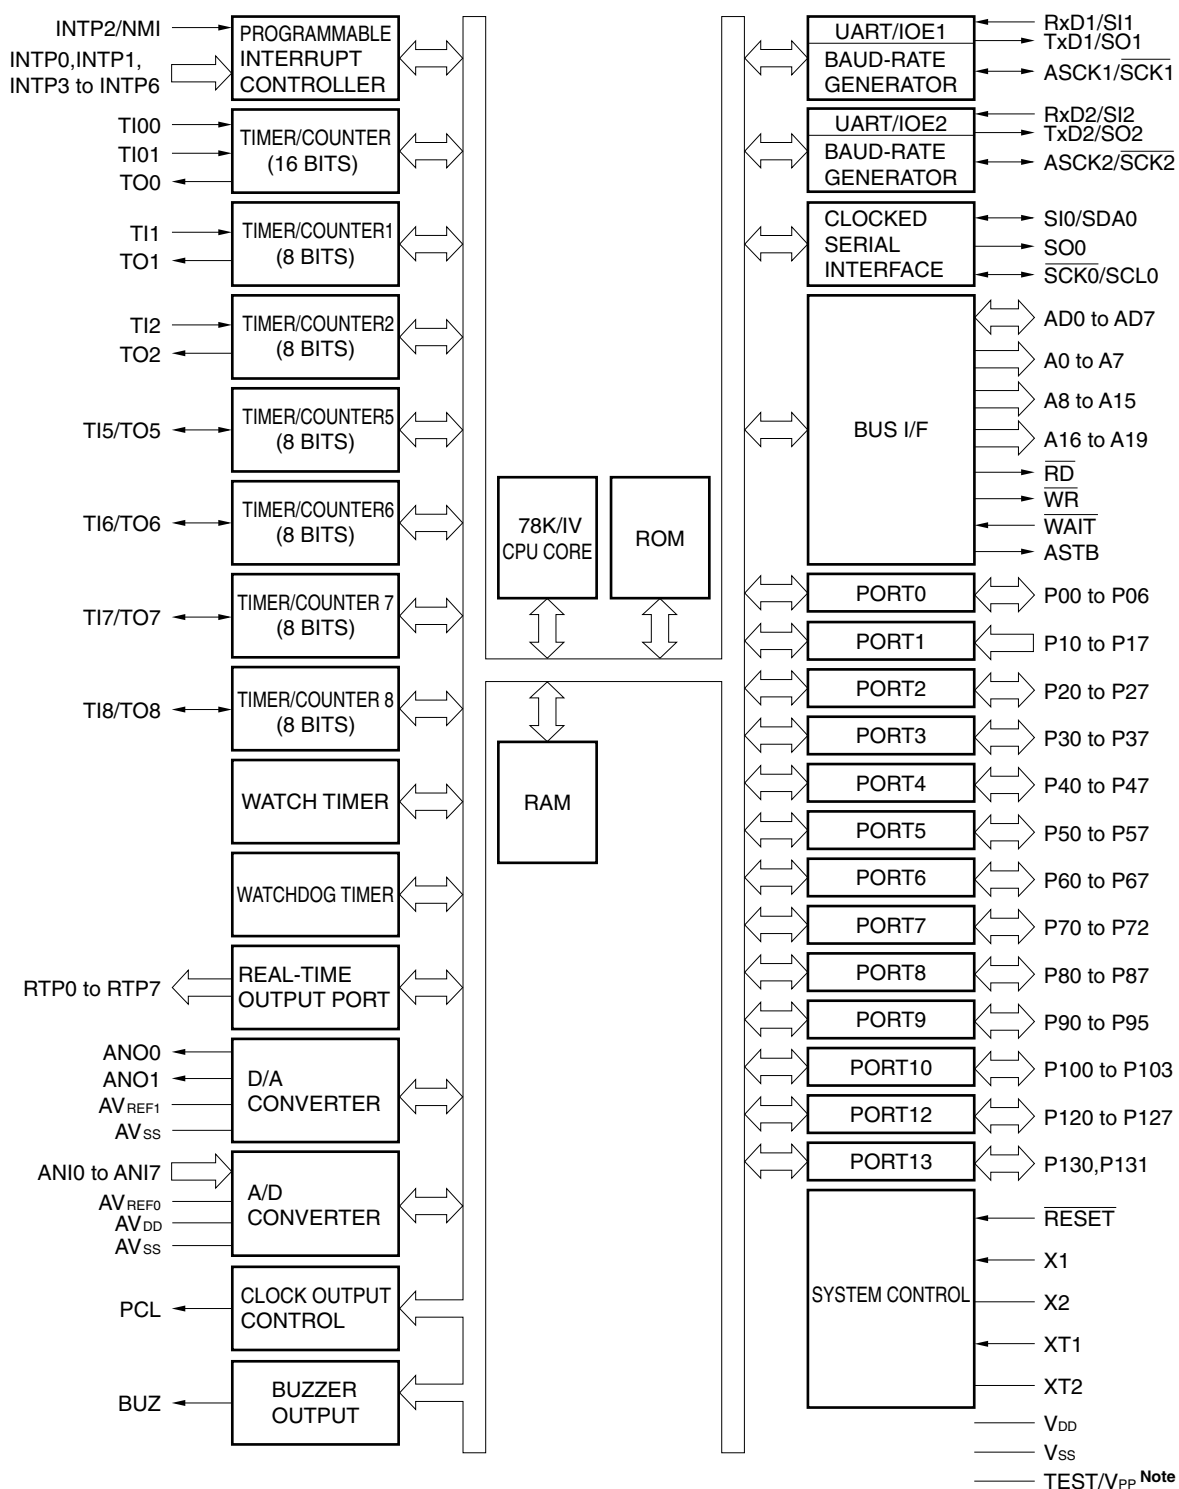 INTP2/NMI
INTP0,INTP1,
INTP3 to INTP6
PROGRAMMABLE
INTERRUPT
CONTROLLER
TI00
TI01
TO0
TIMER/COUNTER
(16 BITS)
TI1
TO1
TIMER/COUNTER1
(8 BITS)
TI2
TO2
TIMER/COUNTER2
(8 BITS)
TI5/TO5
TIMER/COUNTER5
(8 BITS)
TI6/TO6
TIMER/COUNTER6
(8 BITS)
TI7/TO7
TIMER/COUNTER 7
(8 BITS)
TI8/TO8
TIMER/COUNTER 8
(8 BITS)
WATCH TIMER
WATCHDOG TIMER
RTP0 to RTP7
REAL-TIME
OUTPUT PORT
ANO0
ANO1
AVREF1
AVSS
D/A
CONVERTER
ANI0 to ANI7
AVREF0
AVDD
AVSS
A/D
CONVERTER
PCL
CLOCK OUTPUT
CONTROL
BUZ
BUZZER
OUTPUT
78K/IV
CPU CORE
ROM
RAM
UART/IOE1
BAUD-RATE
GENERATOR
RxD1/SI1
TxD1/SO1
ASCK1/SCK1
UART/IOE2
BAUD-RATE
GENERATOR
RxD2/SI2
TxD2/SO2
ASCK2/SCK2
CLOCKED
SERIAL
INTERFACE
SI0/SDA0
SO0
SCK0/SCL0
BUS I/F
AD0 to AD7
A0 to A7
A8 to A15
A16 to A19
RD
WR
WAIT
ASTB
PORT0
P00 to P06
PORT1
P10 to P17
PORT2
P20 to P27
PORT3
P30 to P37
PORT4
P40 to P47
PORT5
P50 to P57
PORT6
P60 to P67
PORT7
P70 to P72
PORT8
P80 to P87
PORT9
P90 to P95
PORT10
P100 to P103
PORT12
P120 to P127
PORT13
P130,P131
SYSTEM CONTROL
RESET
X1
X2
XT1
XT2
VDD
VSS
TEST/VPP Note